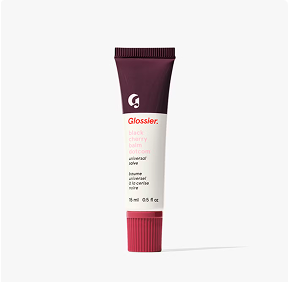 G
Glossier.
black
cherry
balm
dotcom
universal
salve
baume
universel
à la cerise
noire
15 ml  0.5 fl oz